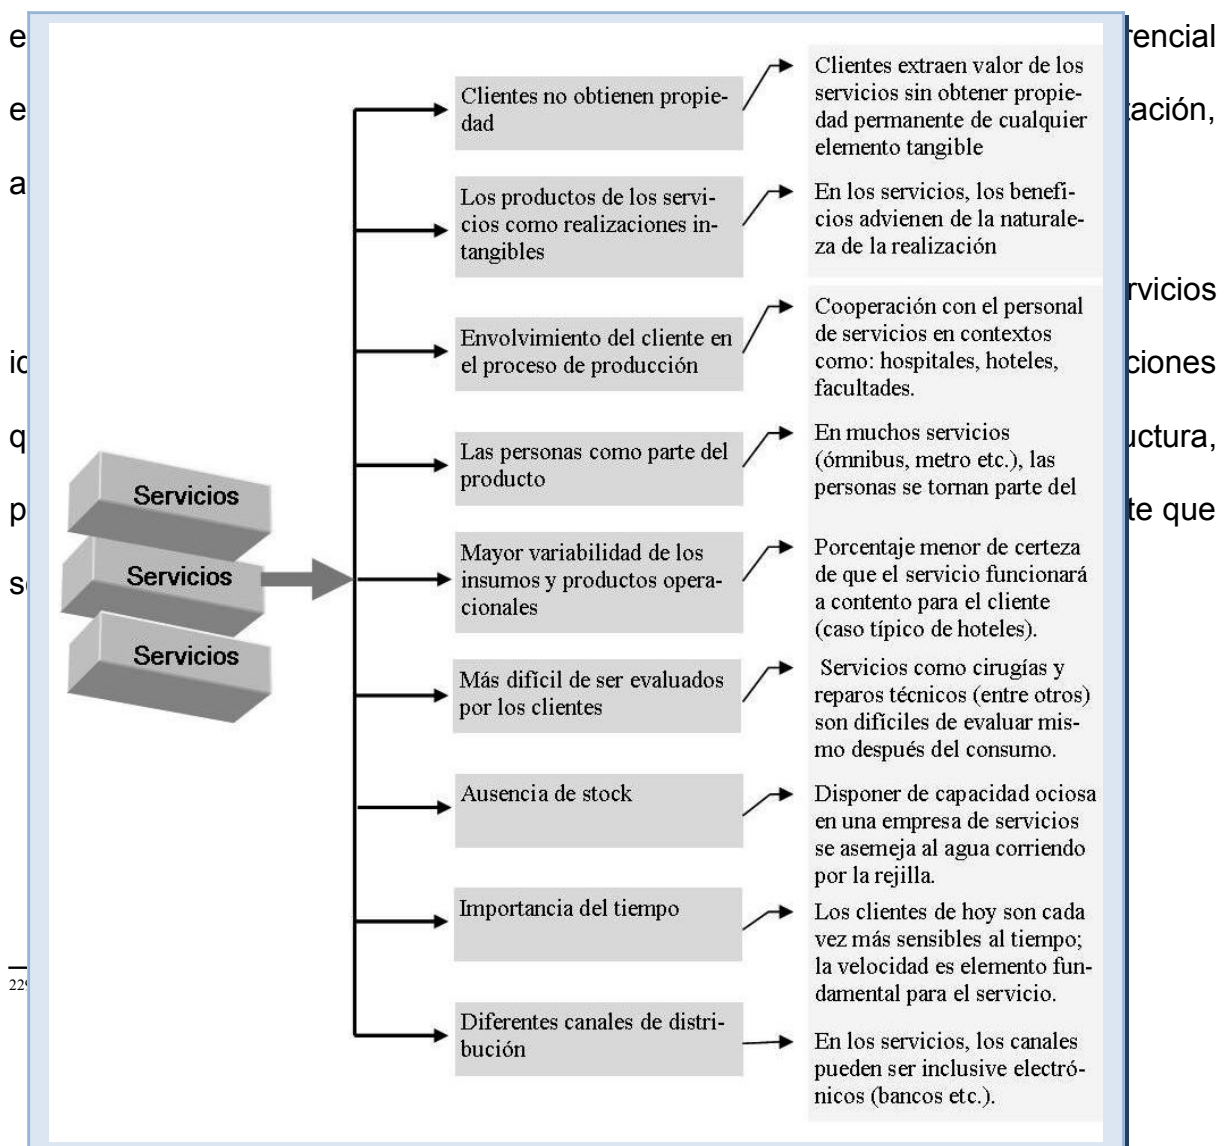 rencial
tación,
rvicios
ciones
uctura,
te que
Servicios
Servicios
Servicios
Clientes no obtienen propie-
dad
Clientes extraen valor de los
servicios sin obtener propie-
dad permanente de cualquier
elemento tangible
Los productos de los servi-
cios como realizaciones in-
tangibles
En los servicios, los benefi-
cios advienen de la naturale-
za de la realización
Envolvimiento del cliente en
el proceso de producción
Cooperación con el personal
de servicios en contextos
como: hospitales, hoteles,
facultades.
Las personas como parte del
producto
En muchos servicios
(ómnibus, metro etc.), las
personas se tornan parte del
Mayor variabilidad de los
insumos y productos opera-
cionales
Porcentaje menor de certeza
de que el servicio funcionará
a contento para el cliente
(caso típico de hoteles).
Más difícil de ser evaluados
por los clientes
Servicios como cirugías y
reparos técnicos (entre otros)
son difíciles de evaluar mis-
mo después del consumo.
Ausencia de stock
Disponer de capacidad ociosa
en una empresa de servicios
se asemeja al agua corriendo
por la rejilla.
Importancia del tiempo
Los clientes de hoy son cada
vez más sensibles al tiempo;
la velocidad es elemento fun-
damental para el servicio.
Diferentes canales de distri-
bución
En los servicios, los canales
pueden ser inclusive electró-
nicos (bancos etc.).